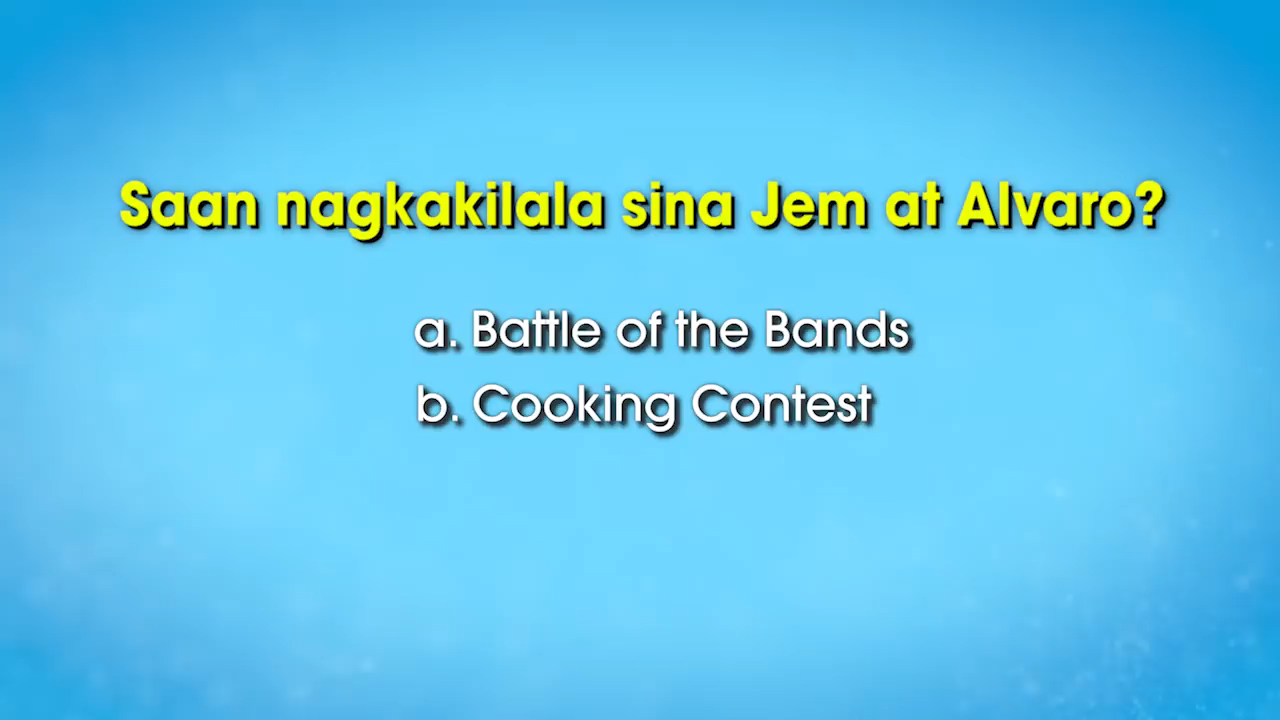 Saan nagkakilala sina Jem at Alvaro?
a. Battle of the Bands
b. Cooking Contest